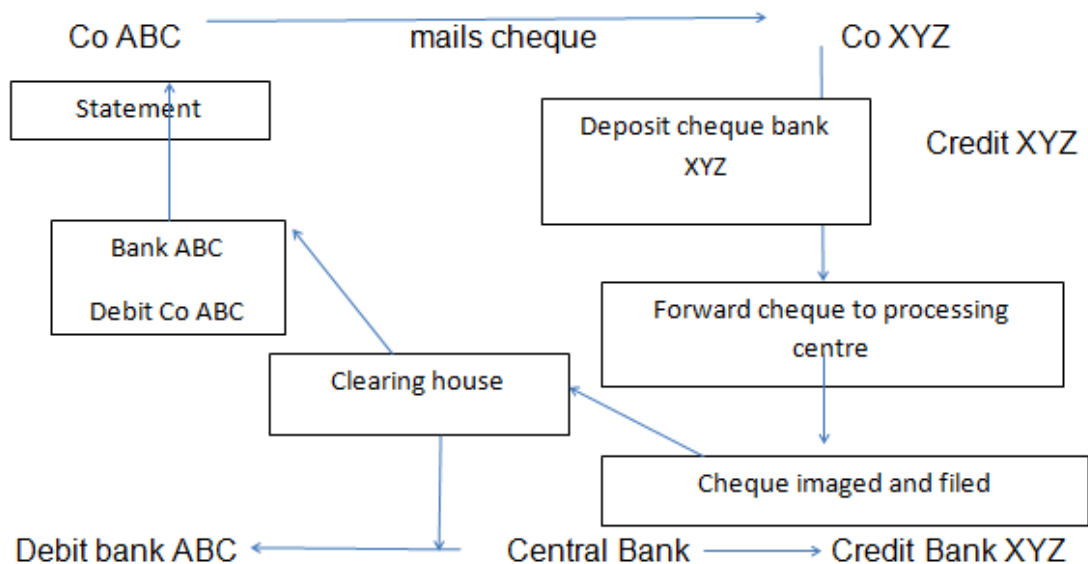 Co ABC
mails cheque
Co XYZ
Statement
Deposit cheque bank
XYZ
Credit XYZ
Bank ABC
Debit Co ABC
Forward cheque to processing
centre
Clearing house
Cheque imaged and filed
Debit bank ABC
Central Bank
Credit Bank XYZ